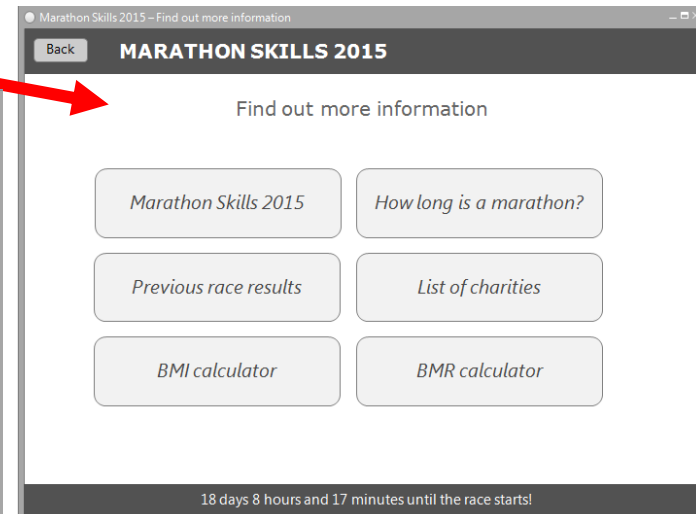 Marathon Skills 2015 – Find out more information
Back MARATHON SKILLS 2015
Find out more information
Marathon Skills 2015 How long is a marathon?
Previous race results List of charities
BMI calculator BMR calculator
18 days 8 hours and 17 minutes until the race starts!